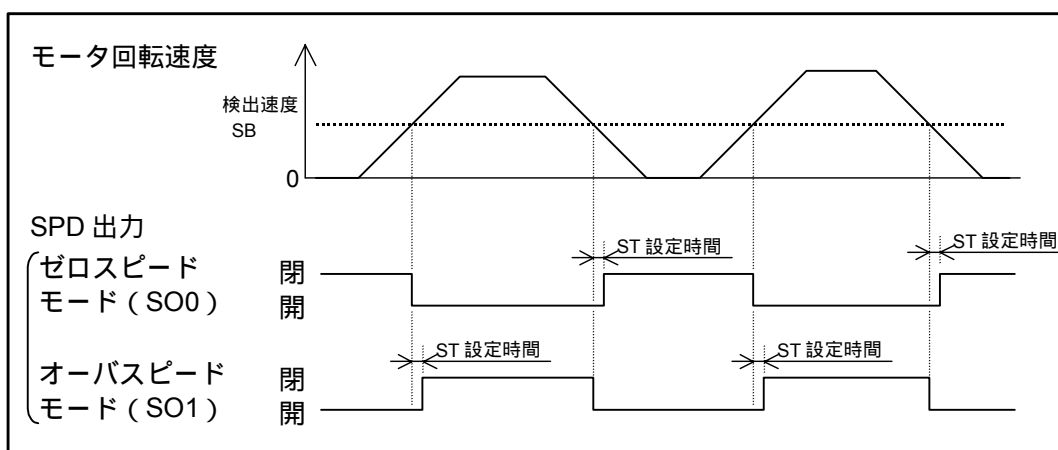 モータ回転速度
検出速度
SB
0
SPD 出力
ゼロスピード
モード（SO0）
閉
開
ST 設定時間
ST 設定時間
オーバスピード
モード（SO1）
閉
開
ST 設定時間
ST 設定時間